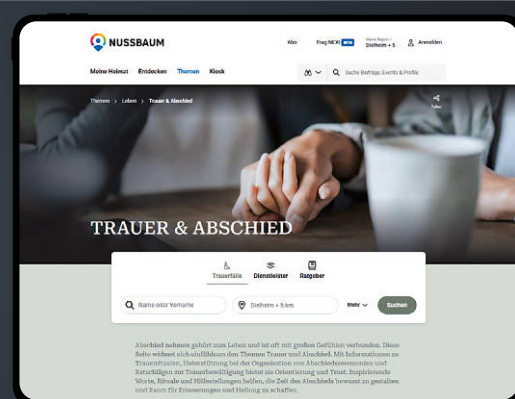 NUSSBAUM
Abo
Frag NEXI BETA
Meine Region
Dielheim + 5
Anmelden
Meine Heimat Entdecken Themen Kiosk
Suche Beiträge, Events & Profile
Themen > Leben > Trauer & Abschied
Teilen
TRAUER & ABSCHIED
Trauerfälle Dienstleister Ratgeber
Name oder Vorname
Dielheim + 5 km
Mehr
Suchen
Abschied nehmen gehört zum Leben und ist oft mit großen Gefühlen verbunden. Diese
Seite widmet sich einfühlsam den Themen Trauer und Abschied. Mit Informationen zu
Trauerritualen, Unterstützung bei der Organisation von Abschiedszeremonien und
Ratschlägen zur Trauerbewältigung bietet sie Orientierung und Trost. Inspirierende
Worte, Rituale und Hilfestellungen helfen, die Zeit des Abschieds bewusst zu gestalten
und Raum für Erinnerungen und Heilung zu schaffen.